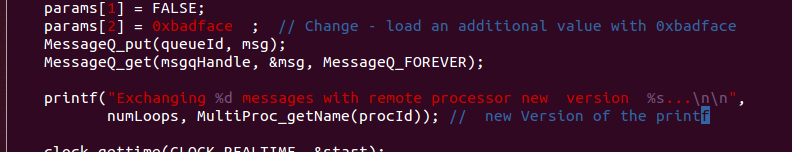 params[1] = FALSE;
params[2] = 0xbadface  ;  // Change - load an additional value with 0xbadface
MessageQ_put(queueId, msg);
MessageQ_get(msgqHandle, &msg, MessageQ_FOREVER);
printf("Exchanging %d messages with remote processor new  version  %s...\n\n",
numLoops, MultiProc_getName(procId)); //  new Version of the printf
clock_gettime(CLOCK_REALTIME, &start);